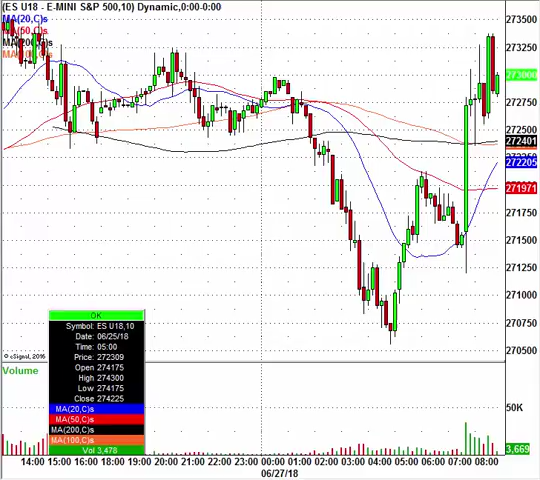 (ES U18 - E-MINI S&P 500,10) Dynamic,0:00-0:00
MA(20,C)s
MA(50,C)s
MA(200,C)s
MA(100,C)s
273500
273250
273000
272750
272500
272401
272205
271971
271750
271500
271250
271000
270750
270500
OK
Symbol: ES U18,10
Date: 06/25/18
Time: 05:00
Price: 272309
Open 274175
High 274300
Low 274175
Close 274225
MA(20,C)s
MA(50,C)s
MA(200,C)s
MA(100,C)s
Vol 3,478
© eSignal, 2016
Volume
50K
3,669
14:00 15:00 16:00 17:00 18:00 19:00 20:00 21:00 22:00 23:00 00:00 01:00 02:00 03:00 04:00 05:00 06:00 07:00 08:00
06/27/18